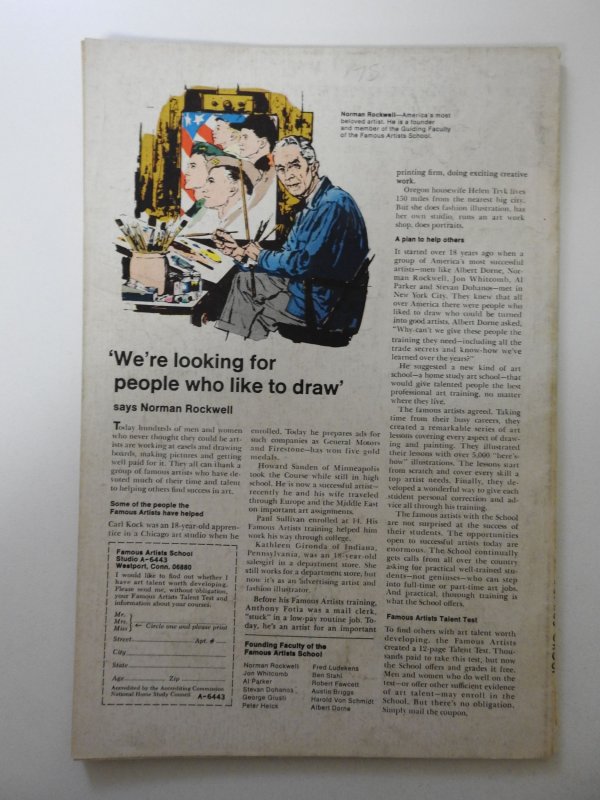 75
Norman Rockwell—America's most
beloved artist. He is a founder
and member of the Guiding Faculty
of the Famous Artists School.
'We're looking for
people who like to draw'
says Norman Rockwell
Today hundreds of men and women
who never thought they could be art-
ists are working at easels and drawing
boards, making pictures and getting
well paid for it. They all can thank a
group of famous artists who have de-
voted much of their time and talent
to helping others find success in art.
Some of the people the
Famous Artists have helped
Carl Kock was an 18-year-old appren-
tice in a Chicago art studio when he
Famous Artists School
Studio A-6443
Westport, Conn. 06880
I would like to find out whether I
have art talent worth developing.
Please send me, without obligation,
your Famous Artists Talent Test and
information about your courses.
Mr.
Mrs.
Miss
← Circle one and please print
Street Apt. #
City
State
Age Zip
Accredited by the Accrediting Commission
National Home Study Council A-6443
enrolled. Today he prepares ads for
such companies as General Motors
and Firestone—has won five gold
medals.
Howard Sanden of Minneapolis
took the Course while still in high
school. He is now a successful artist—
recently he and his wife traveled
through Europe and the Middle East
on important art assignments.
Paul Sullivan enrolled at 14. His
Famous Artists training helped him
work his way through college.
Kathleen Gironda of Indiana,
Pennsylvania, was an 18-year-old
salesgirl in a department store. She
still works for a department store, but
now it's as an advertising artist and
fashion illustrator.
Before his Famous Artists training,
Anthony Fotia was a mail clerk,
"stuck" in a low-pay routine job. To-
day, he's an artist for an important
Founding Faculty of the
Famous Artists School
Norman Rockwell
Jon Whitcomb
Al Parker
Stevan Dohanos
George Giusti
Peter Helck
Fred Ludekens
Ben Stahl
Robert Fawcett
Austin Briggs
Harold Von Schmidt
Albert Dorne
printing firm, doing exciting creative
work.
Oregon housewife Helen Tryk lives
150 miles from the nearest big city.
But she does fashion illustration, has
her own studio, runs an art work
shop, does portraits.
A plan to help others
It started over 18 years ago when a
group of America's most successful
artists—men like Albert Dorne, Nor-
man Rockwell, Jon Whitcomb, Al
Parker and Stevan Dohanos—met in
New York City. They knew that all
over America there were people who
liked to draw who could be turned
into good artists. Albert Dorne asked,
"Why can't we give these people the
training they need—including all the
trade secrets and know-how we've
learned over the years?"
He suggested a new kind of art
school—a home study art school—that
would give talented people the best
professional art training, no matter
where they live.
The famous artists agreed. Taking
time from their busy careers, they
created a remarkable series of art
lessons covering every aspect of draw-
ing and painting. They illustrated
their lessons with over 5,000 "here's-
how" illustrations. The lessons start
from scratch and cover every skill a
top artist needs. Finally, they de-
veloped a wonderful way to give each
student personal correction and ad-
vice all through his training.
The famous artists with the School
are not surprised at the success of
their students. The opportunities
open to successful artists today are
enormous. The School continually
gets calls from all over the country
asking for practical well-trained stu-
dents—not geniuses—who can step
into full-time or part-time art jobs.
And practical, thorough training is
what the School offers.
Famous Artists Talent Test
To find others with art talent worth
developing, the Famous Artists
created a 12-page Talent Test. Thou-
sands paid to take this test, but now
the School offers and grades it free.
Men and women who do well on the
test—or offer other sufficient evidence
of art talent—may enroll in the
School. But there's no obligation.
Simply mail the coupon.